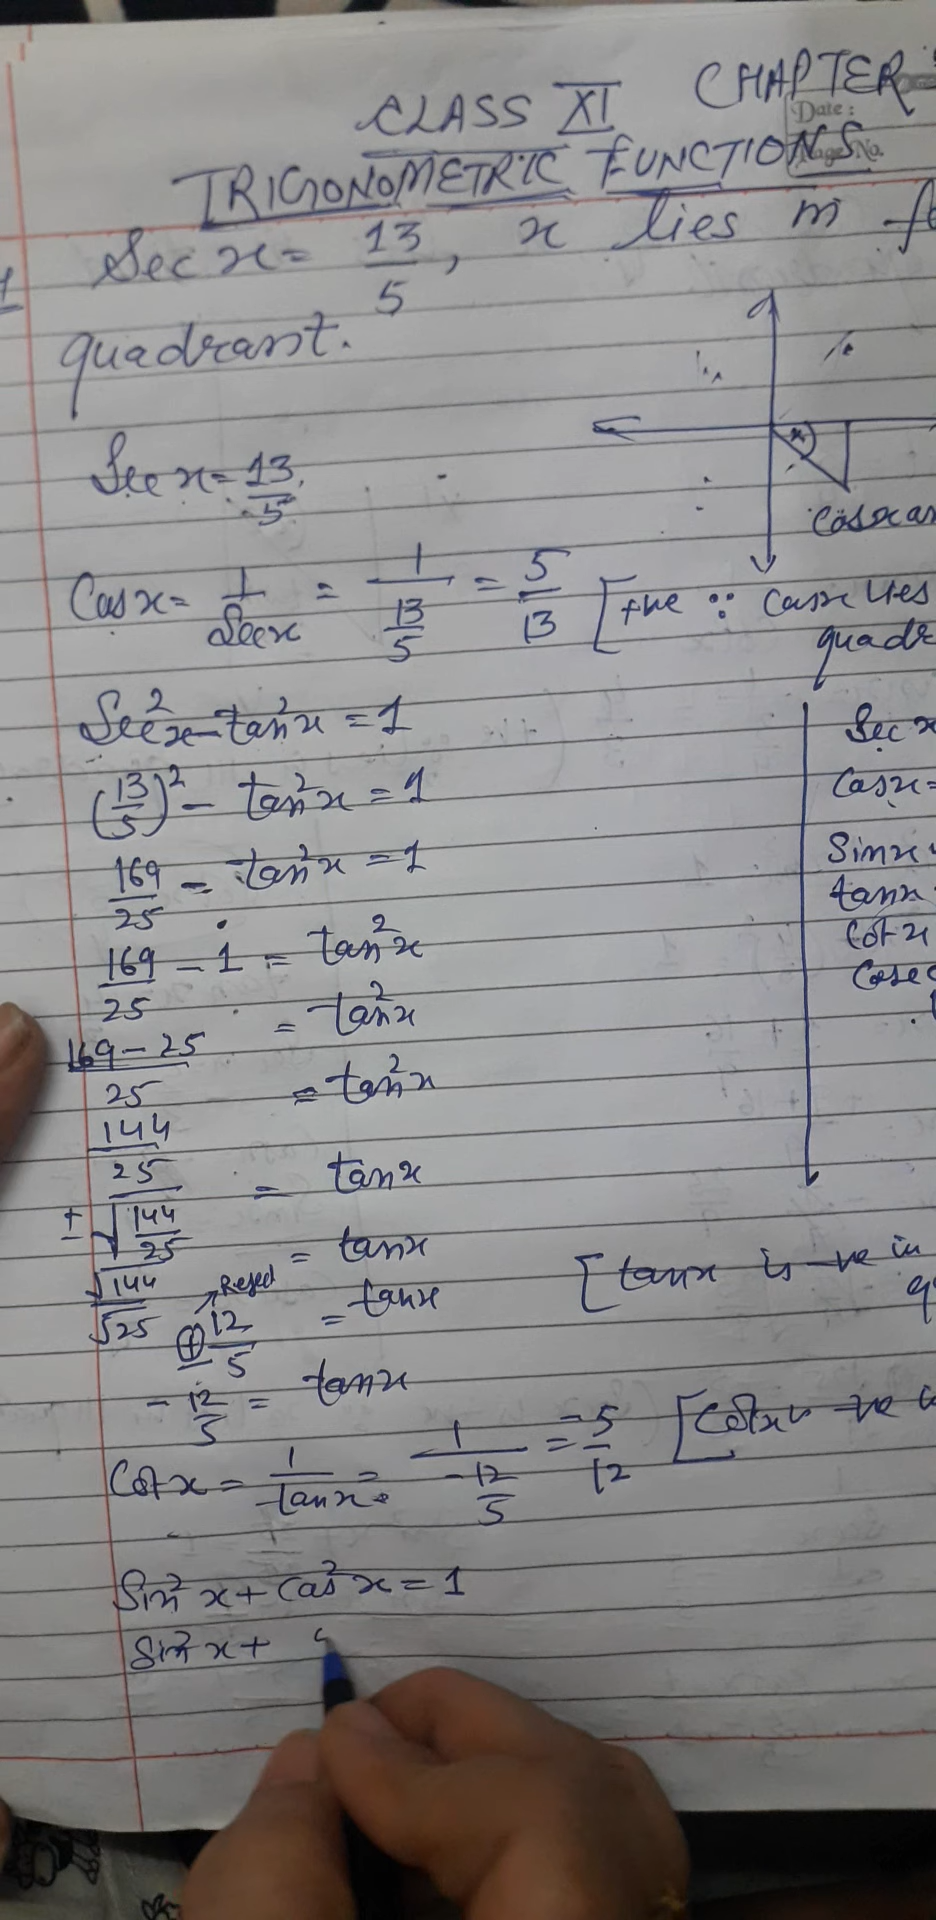 CLASS XI CHAPTER
Date:
Page No.
TRIGONOMETRIC FUNCTIONS
Sec x = 13/5, x lies in
quadrant.
x
Sec x = 13/5
Cos x
Cos x = 1/Sec x = 1/(13/5) = 5/13 [+ve ∵ Cos x lies
Sec²x - tan²x = 1
(13/5)² - tan²x = 1
169/25 - tan²x = 1
169/25 - 1 = tan²x
(169-25)/25 = tan²x
144/25 = tan²x
± √(144/25) = tan x
√144/√25 = tan x
Reject
+ 12/5 = tan x [tan x is -ve in
-12/5 = tan x
Cot x = 1/tan x = 1/(-12/5) = -5/12 [Cot x is -ve
Sin²x + Cos²x = 1
Sin²x +
Sec x
Cos x =
Sin x
tan x
Cot x